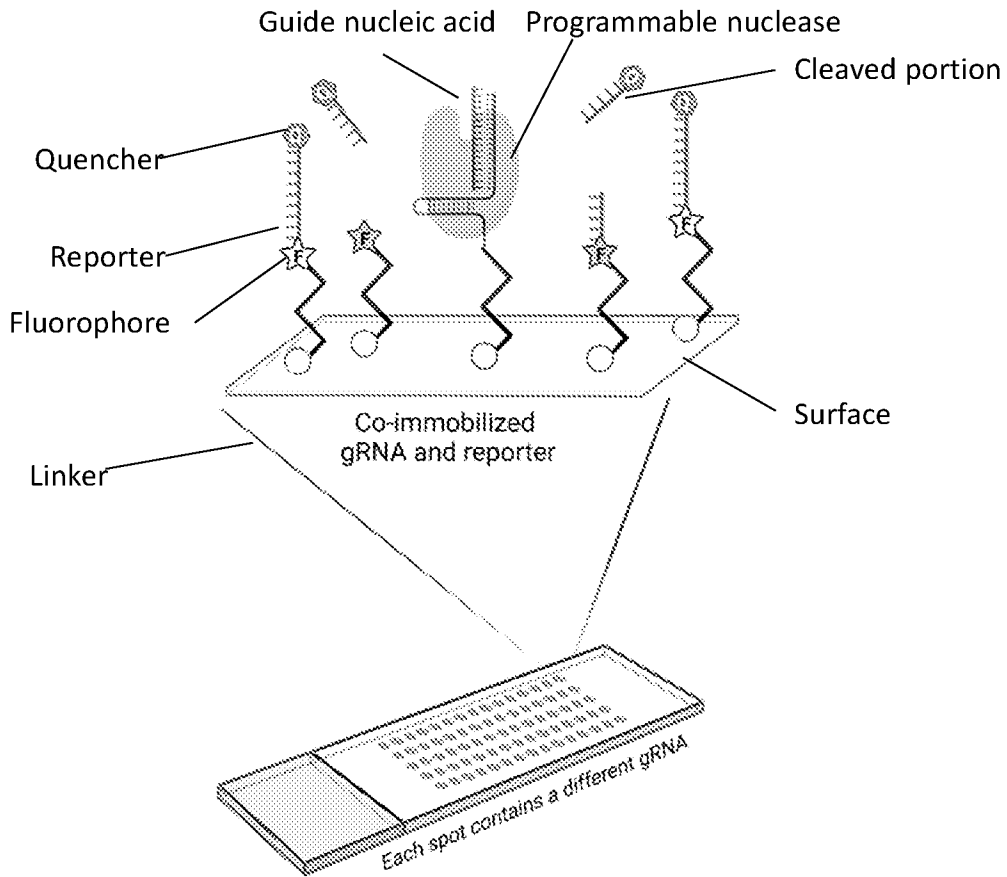 Guide nucleic acid
Programmable nuclease
Cleaved portion
Quencher
Reporter
F
F
F
F
Fluorophore
Surface
Co-immobilized
gRNA and reporter
Linker
Each spot contains a different gRNA